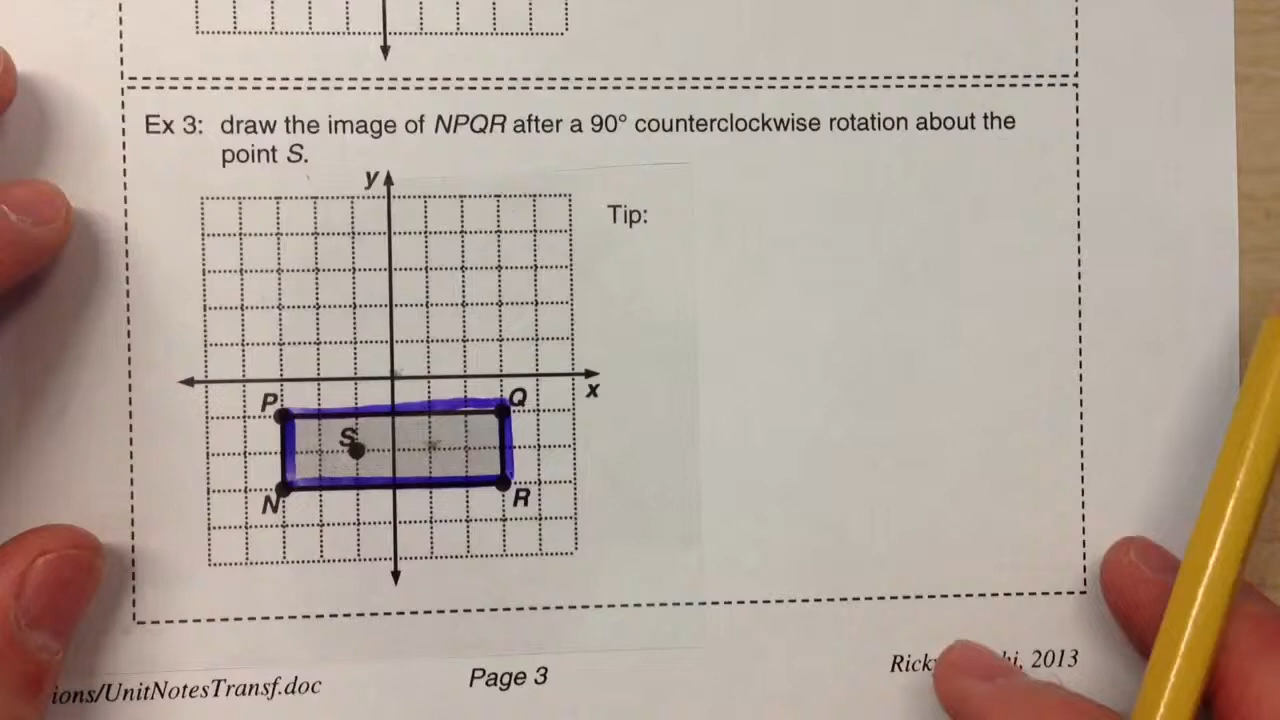 Ex 3: draw the image of NPQR after a 90° counterclockwise rotation about the
point S.
y
Tip:
x
P
Q
S
N
R
ions/UnitNotesTransf.doc
Page 3
2013